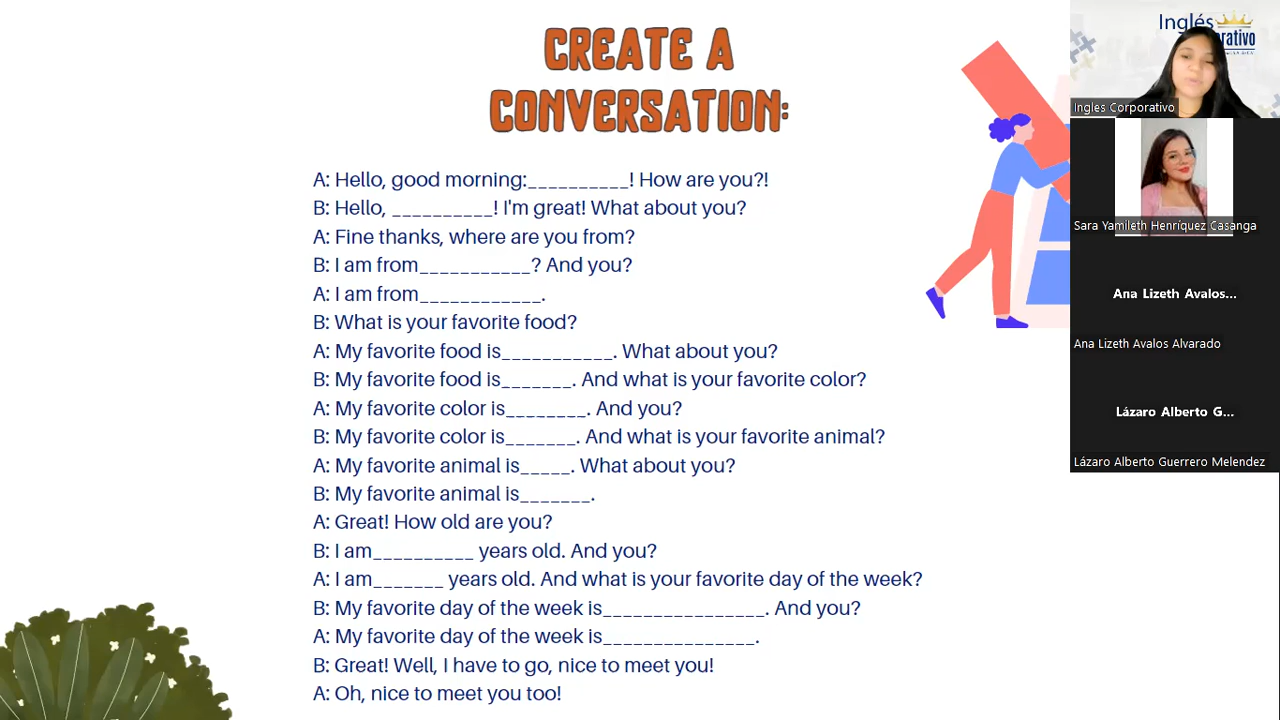 CREATE A
CONVERSATION:
A: Hello, good morning:__________! How are you?!
B: Hello, __________! I'm great! What about you?
A: Fine thanks, where are you from?
B: I am from___________? And you?
A: I am from____________.
B: What is your favorite food?
A: My favorite food is___________. What about you?
B: My favorite food is_______. And what is your favorite color?
A: My favorite color is________. And you?
B: My favorite color is_______. And what is your favorite animal?
A: My favorite animal is_____. What about you?
B: My favorite animal is_______.
A: Great! How old are you?
B: I am__________ years old. And you?
A: I am_______ years old. And what is your favorite day of the week?
B: My favorite day of the week is________________. And you?
A: My favorite day of the week is_______________.
B: Great! Well, I have to go, nice to meet you!
A: Oh, nice to meet you too!
Inglés
Ingles Corporativo
Sara Yamileth Henríquez Casanga
Ana Lizeth Avalos...
Ana Lizeth Avalos Alvarado
Lázaro Alberto G...
Lázaro Alberto Guerrero Melendez